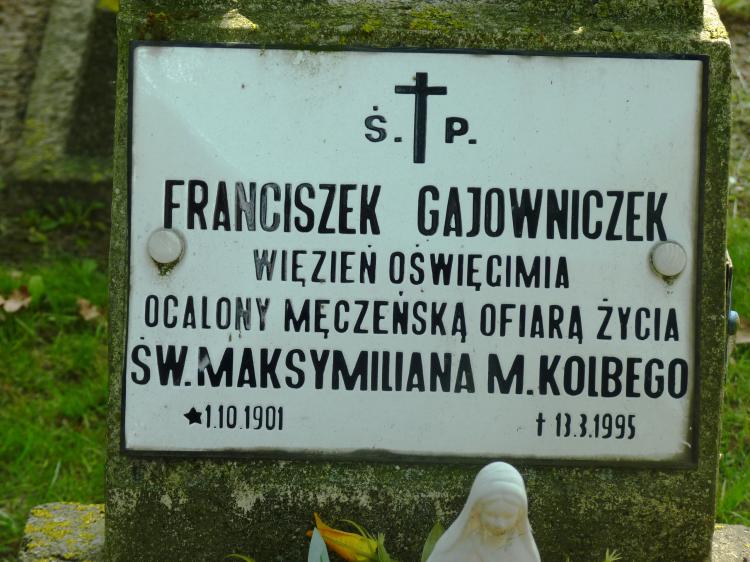 Ś. P.
FRANCISZEK GAJOWNICZEK
WIĘZIEŃ OŚWIĘCIMIA
OCALONY MĘCZEŃSKĄ OFIARĄ ŻYCIA
ŚW. MAKSYMILIANA M. KOLBEGO
★1.10.1901 ✝13.3.1995